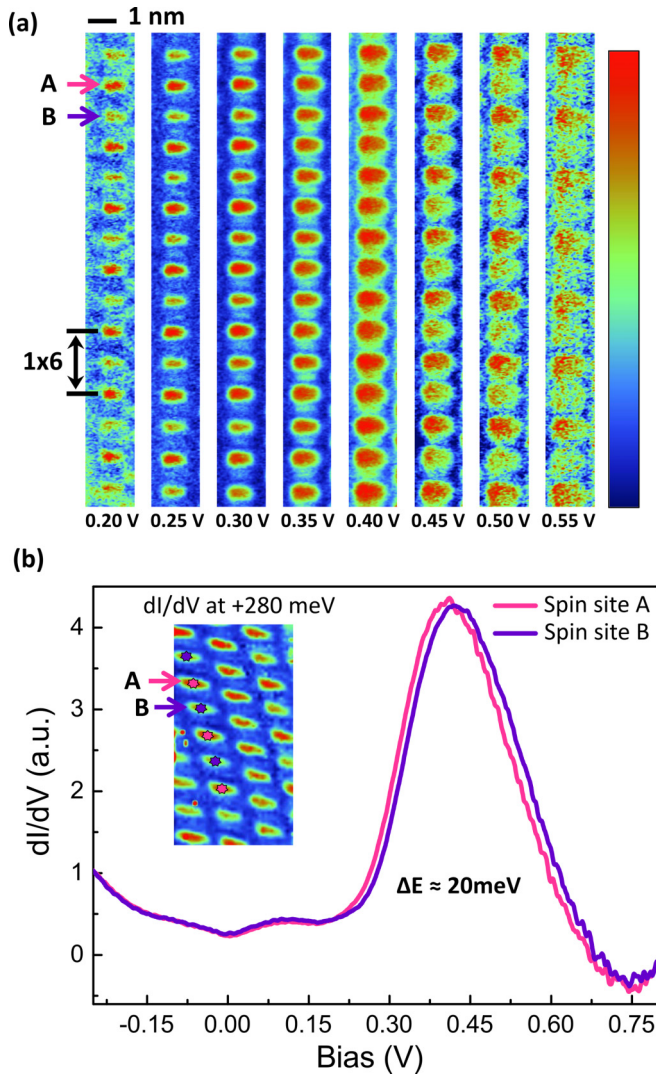 (a)
1 nm
A
B
1x6
0.20 V 0.25 V 0.30 V 0.35 V 0.40 V 0.45 V 0.50 V 0.55 V
(b)
dI/dV at +280 meV
A
B
Spin site A
Spin site B
ΔE ≈ 20meV
dI/dV (a.u.)
4
3
2
1
0
-0.15 0.00 0.15 0.30 0.45 0.60 0.75
Bias (V)